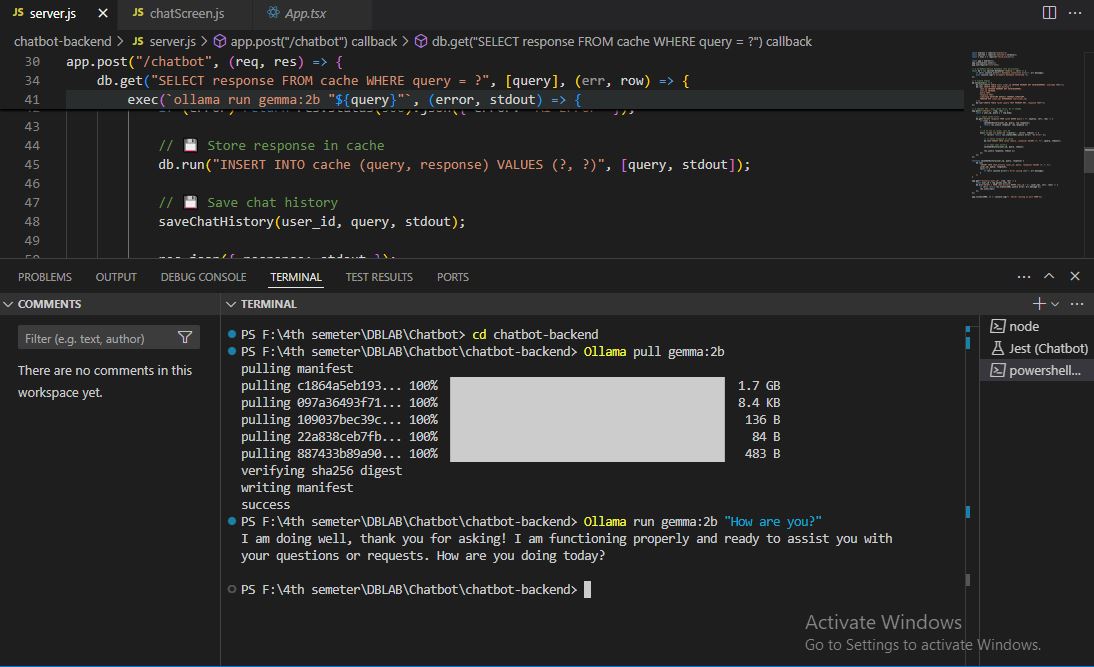 JS server.js
JS chatScreen.js
App.tsx
chatbot-backend > JS server.js > app.post("/chatbot") callback > db.get("SELECT response FROM cache WHERE query = ?") callback
30 app.post("/chatbot", (req, res) => {
34 db.get("SELECT response FROM cache WHERE query = ?", [query], (err, row) => {
41 exec(`ollama run gemma:2b "${query}"`, (error, stdout) => {
43
44 // 💾 Store response in cache
45 db.run("INSERT INTO cache (query, response) VALUES (?, ?)", [query, stdout]);
46
47 // 💾 Save chat history
48 saveChatHistory(user_id, query, stdout);
49
PROBLEMS OUTPUT DEBUG CONSOLE TERMINAL TEST RESULTS PORTS
COMMENTS
Filter (e.g. text, author)
There are no comments in this
workspace yet.
TERMINAL
PS F:\4th semeter\DBLAB\Chatbot> cd chatbot-backend
PS F:\4th semeter\DBLAB\Chatbot\chatbot-backend> Ollama pull gemma:2b
pulling manifest
pulling c1864a5eb193... 100% 1.7 GB
pulling 097a36493f71... 100% 8.4 KB
pulling 109037bec39c... 100% 136 B
pulling 22a838ceb7fb... 100% 84 B
pulling 887433b89a90... 100% 483 B
verifying sha256 digest
writing manifest
success
PS F:\4th semeter\DBLAB\Chatbot\chatbot-backend> Ollama run gemma:2b "How are you?"
I am doing well, thank you for asking! I am functioning properly and ready to assist you with
your questions or requests. How are you doing today?
PS F:\4th semeter\DBLAB\Chatbot\chatbot-backend>
node
Jest (Chatbot)
powershell...
Activate Windows
Go to Settings to activate Windows.